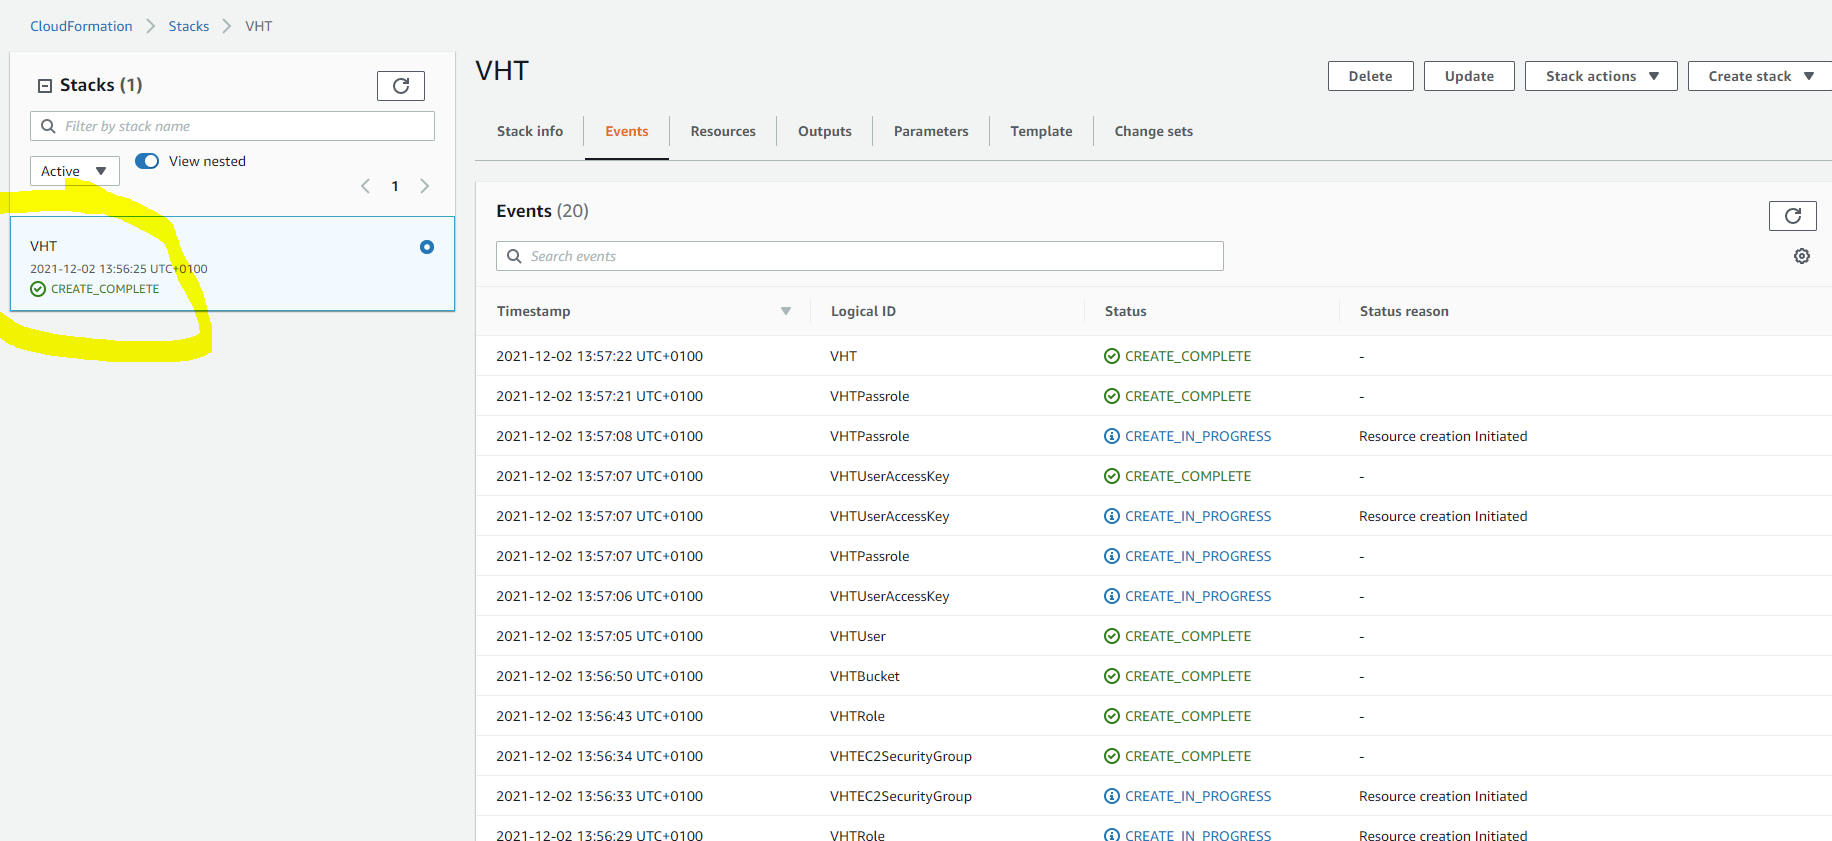 CloudFormation > Stacks > VHT
Stacks (1)
Filter by stack name
Active
View nested
1
VHT
2021-12-02 13:56:25 UTC+0100
CREATE_COMPLETE
VHT
Delete
Update
Stack actions
Create stack
Stack info
Events
Resources
Outputs
Parameters
Template
Change sets
Events (20)
Search events
Timestamp Logical ID Status Status reason
2021-12-02 13:57:22 UTC+0100 VHT CREATE_COMPLETE -
2021-12-02 13:57:21 UTC+0100 VHTPassrole CREATE_COMPLETE -
2021-12-02 13:57:08 UTC+0100 VHTPassrole CREATE_IN_PROGRESS Resource creation Initiated
2021-12-02 13:57:07 UTC+0100 VHTUserAccessKey CREATE_COMPLETE -
2021-12-02 13:57:07 UTC+0100 VHTUserAccessKey CREATE_IN_PROGRESS Resource creation Initiated
2021-12-02 13:57:07 UTC+0100 VHTPassrole CREATE_IN_PROGRESS -
2021-12-02 13:57:06 UTC+0100 VHTUserAccessKey CREATE_IN_PROGRESS -
2021-12-02 13:57:05 UTC+0100 VHTUser CREATE_COMPLETE -
2021-12-02 13:56:50 UTC+0100 VHTBucket CREATE_COMPLETE -
2021-12-02 13:56:43 UTC+0100 VHTRole CREATE_COMPLETE -
2021-12-02 13:56:34 UTC+0100 VHTEC2SecurityGroup CREATE_COMPLETE -
2021-12-02 13:56:33 UTC+0100 VHTEC2SecurityGroup CREATE_IN_PROGRESS Resource creation Initiated
2021-12-02 13:56:29 UTC+0100 VHTRole CREATE_IN_PROGRESS Resource creation Initiated